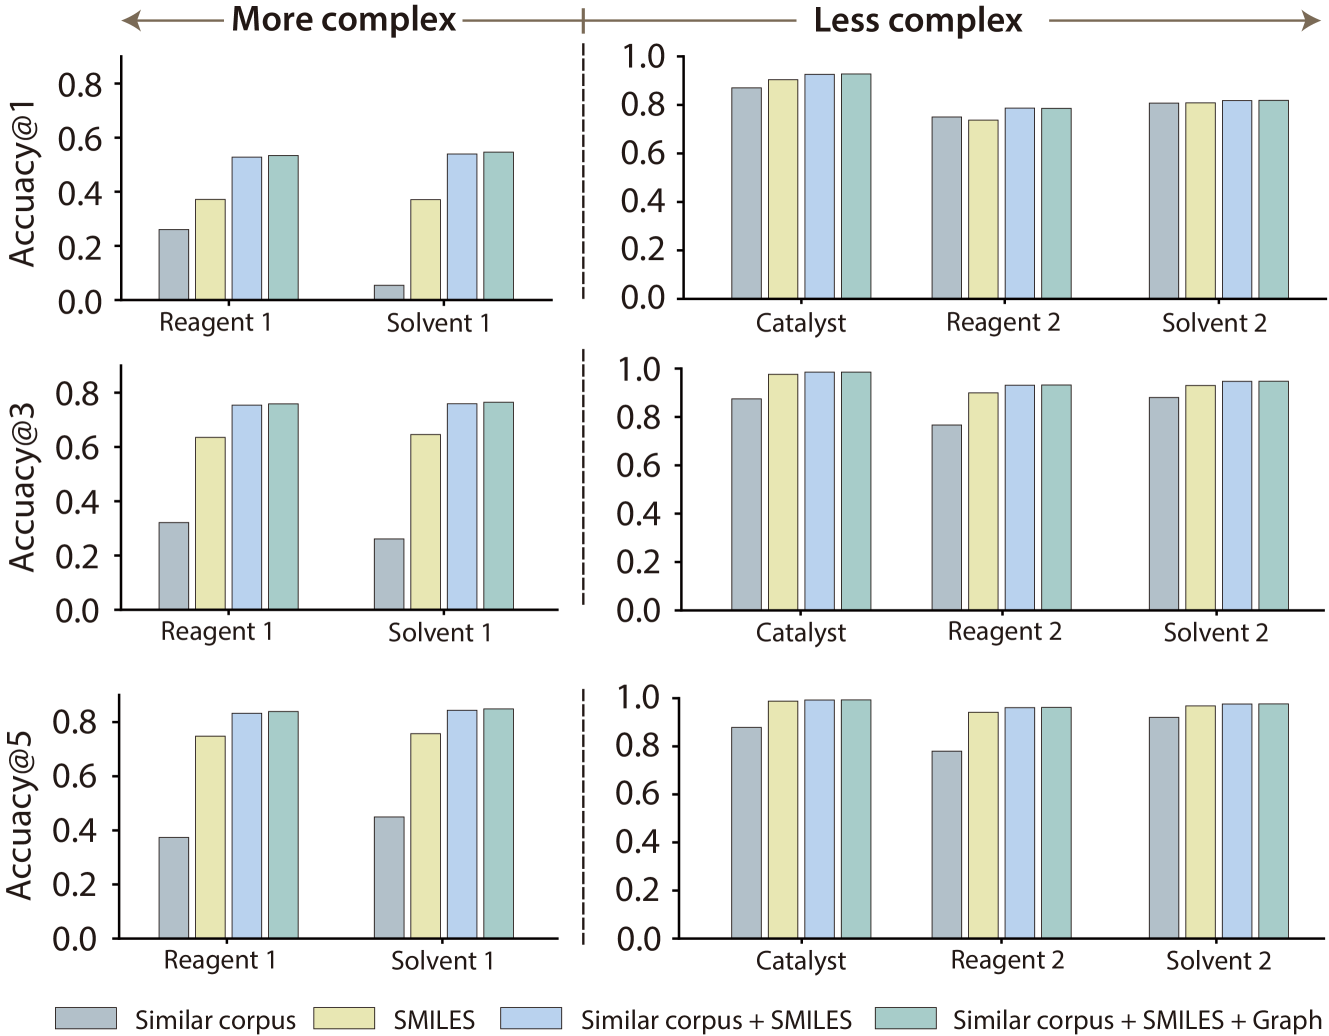 More complex
Less complex
Accuacy@1
0.8
0.6
0.4
0.2
0.0
Reagent 1
Solvent 1
1.0
0.8
0.6
0.4
0.2
0.0
Catalyst
Reagent 2
Solvent 2
Accuacy@3
0.8
0.6
0.4
0.2
0.0
Reagent 1
Solvent 1
1.0
0.8
0.6
0.4
0.2
0.0
Catalyst
Reagent 2
Solvent 2
Accuacy@5
0.8
0.6
0.4
0.2
0.0
Reagent 1
Solvent 1
1.0
0.8
0.6
0.4
0.2
0.0
Catalyst
Reagent 2
Solvent 2
Similar corpus
SMILES
Similar corpus + SMILES
Similar corpus + SMILES + Graph